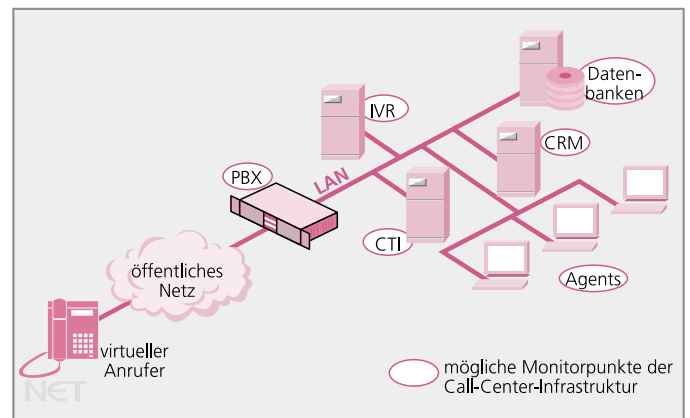 Daten-
banken
IVR
CRM
PBX
LAN
CTI
öffentliches
Netz
Agents
virtueller
Anrufer
mögliche Monitorpunkte der
Call-Center-Infrastruktur
NET